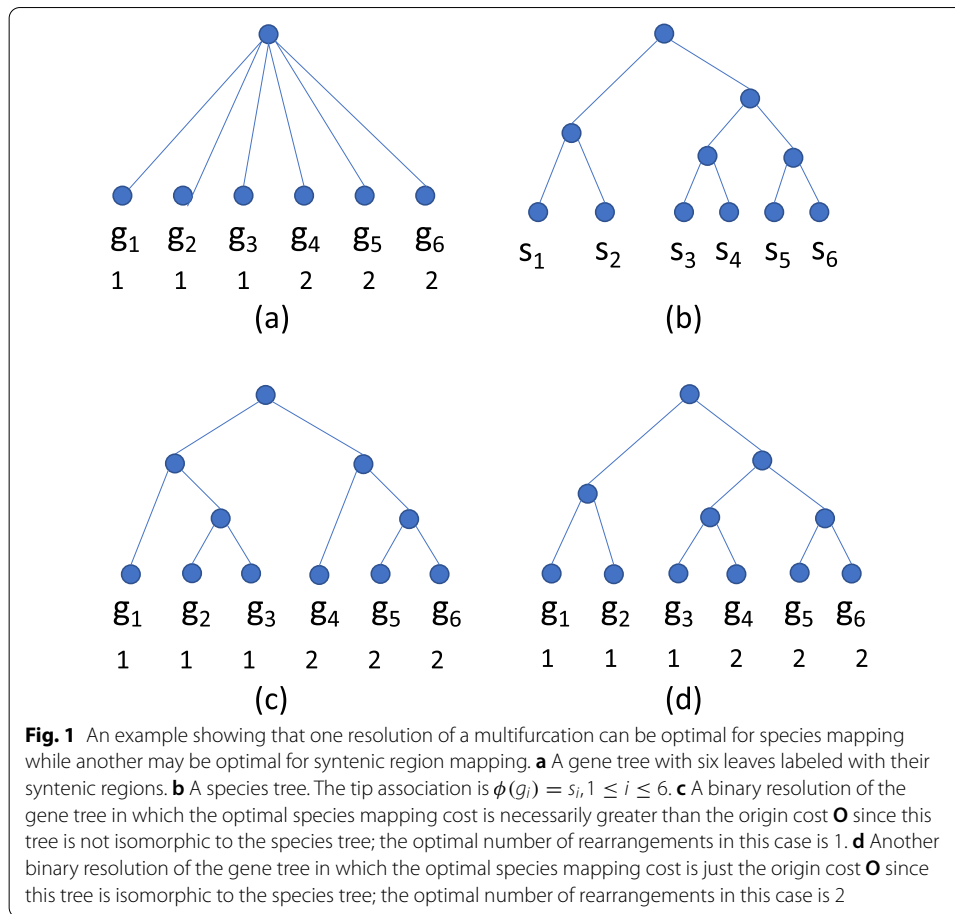 g₁ g₂ g₃ g₄ g₅ g₆
1 1 1 2 2 2
(a)
s₁ s₂ s₃ s₄ s₅ s₆
(b)
g₁ g₂ g₃ g₄ g₅ g₆
1 1 1 2 2 2
(c)
g₁ g₂ g₃ g₄ g₅ g₆
1 1 1 2 2 2
(d)
Fig. 1 An example showing that one resolution of a multifurcation can be optimal for species mapping
while another may be optimal for syntenic region mapping. a A gene tree with six leaves labeled with their
syntenic regions. b A species tree. The tip association is ϕ(gᵢ) = sᵢ, 1 ≤ i ≤ 6. c A binary resolution of the
gene tree in which the optimal species mapping cost is necessarily greater than the origin cost O since this
tree is not isomorphic to the species tree; the optimal number of rearrangements in this case is 1. d Another
binary resolution of the gene tree in which the optimal species mapping cost is just the origin cost O since
this tree is isomorphic to the species tree; the optimal number of rearrangements in this case is 2